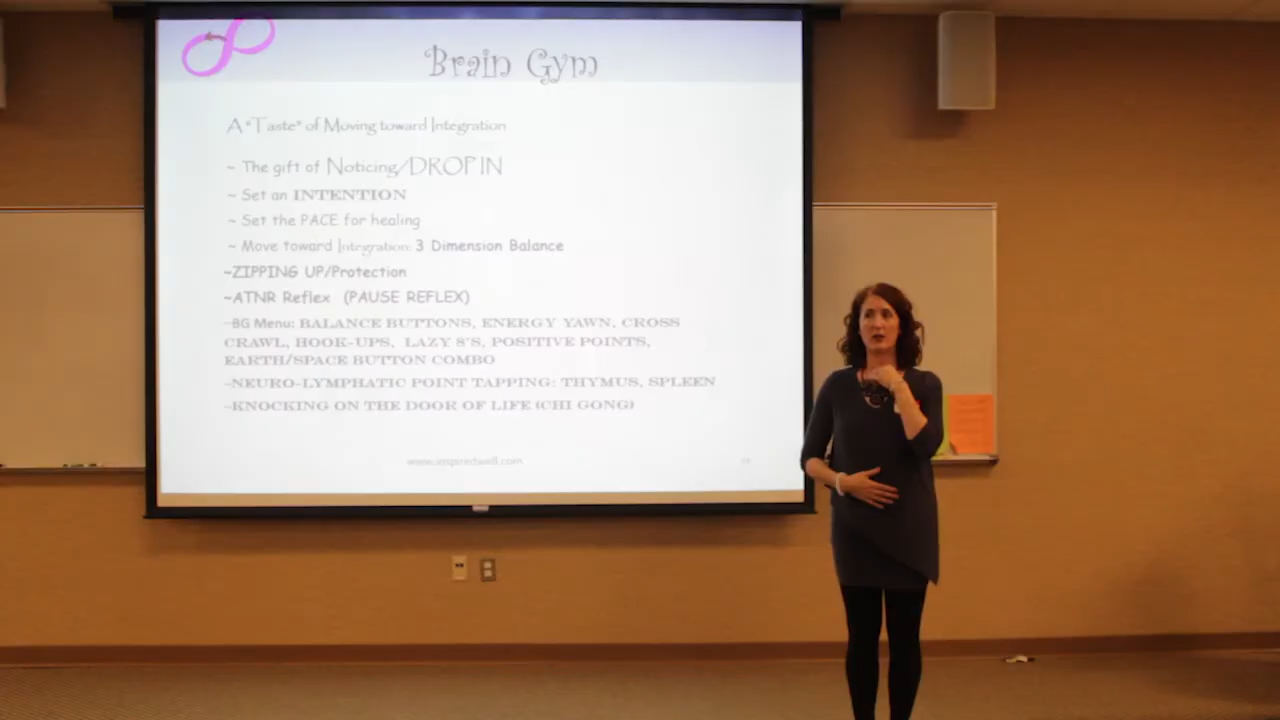 Brain Gym
A "Taste" of Moving toward Integration
~ The gift of Noticing/DROP IN
~ Set an INTENTION
~ Set the PACE for healing
~ Move toward Integration: 3 Dimension Balance
~ZIPPING UP/Protection
~ATNR Reflex (PAUSE REFLEX)
~BG Menu: BALANCE BUTTONS, ENERGY YAWN, CROSS
CRAWL, HOOK-UPS, LAZY 8'S, POSITIVE POINTS,
EARTH/SPACE BUTTON COMBO
~NEURO-LYMPHATIC POINT TAPPING: THYMUS, SPLEEN
~KNOCKING ON THE DOOR OF LIFE (CHI GONG)
www.inspiredwell.com